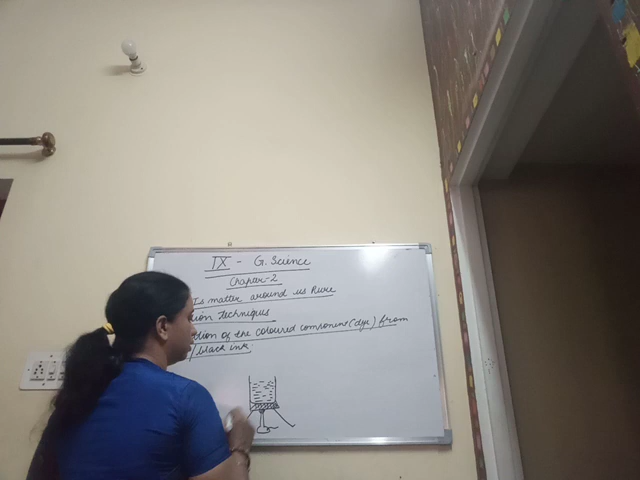 IX - G. Science
Chapter-2
Is matter around us Pure
ion Techniques
tion of the coloured component (dye) from
/ black ink.